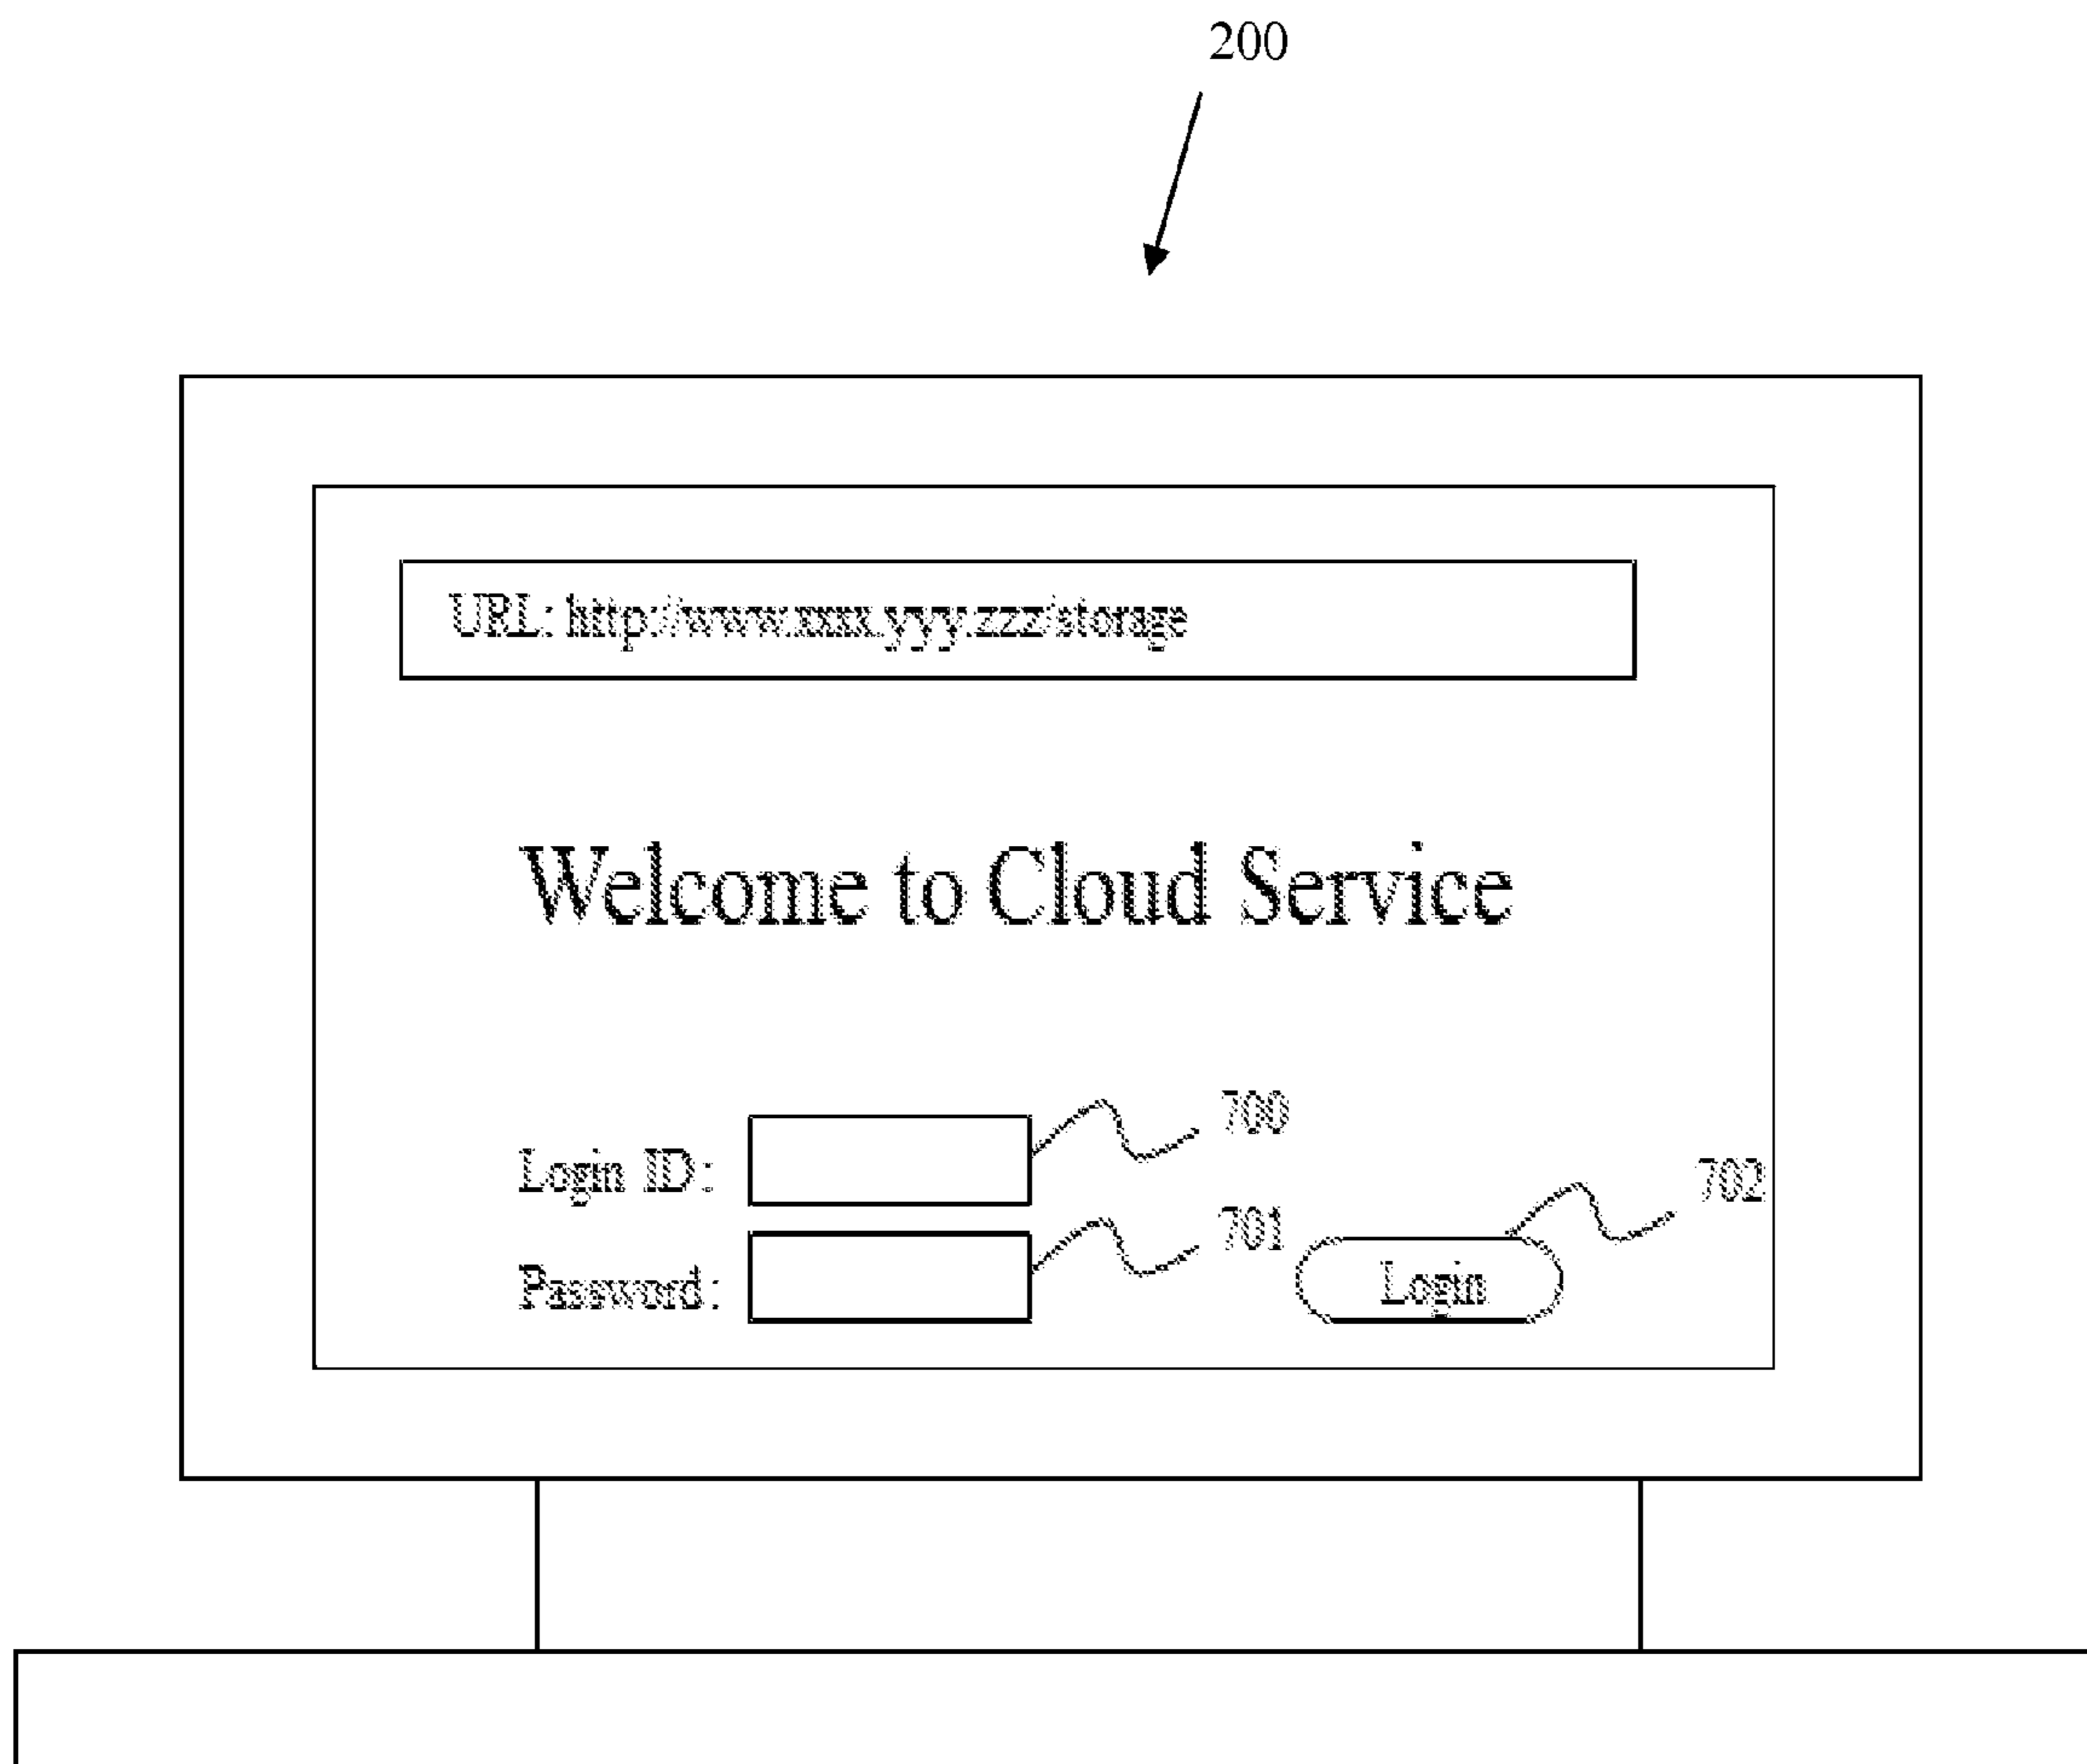 200
URL: http://www.xxxx.yyy.zzz/storage
Welcome to Cloud Service
Login ID: 700
702
Password: 701
Login